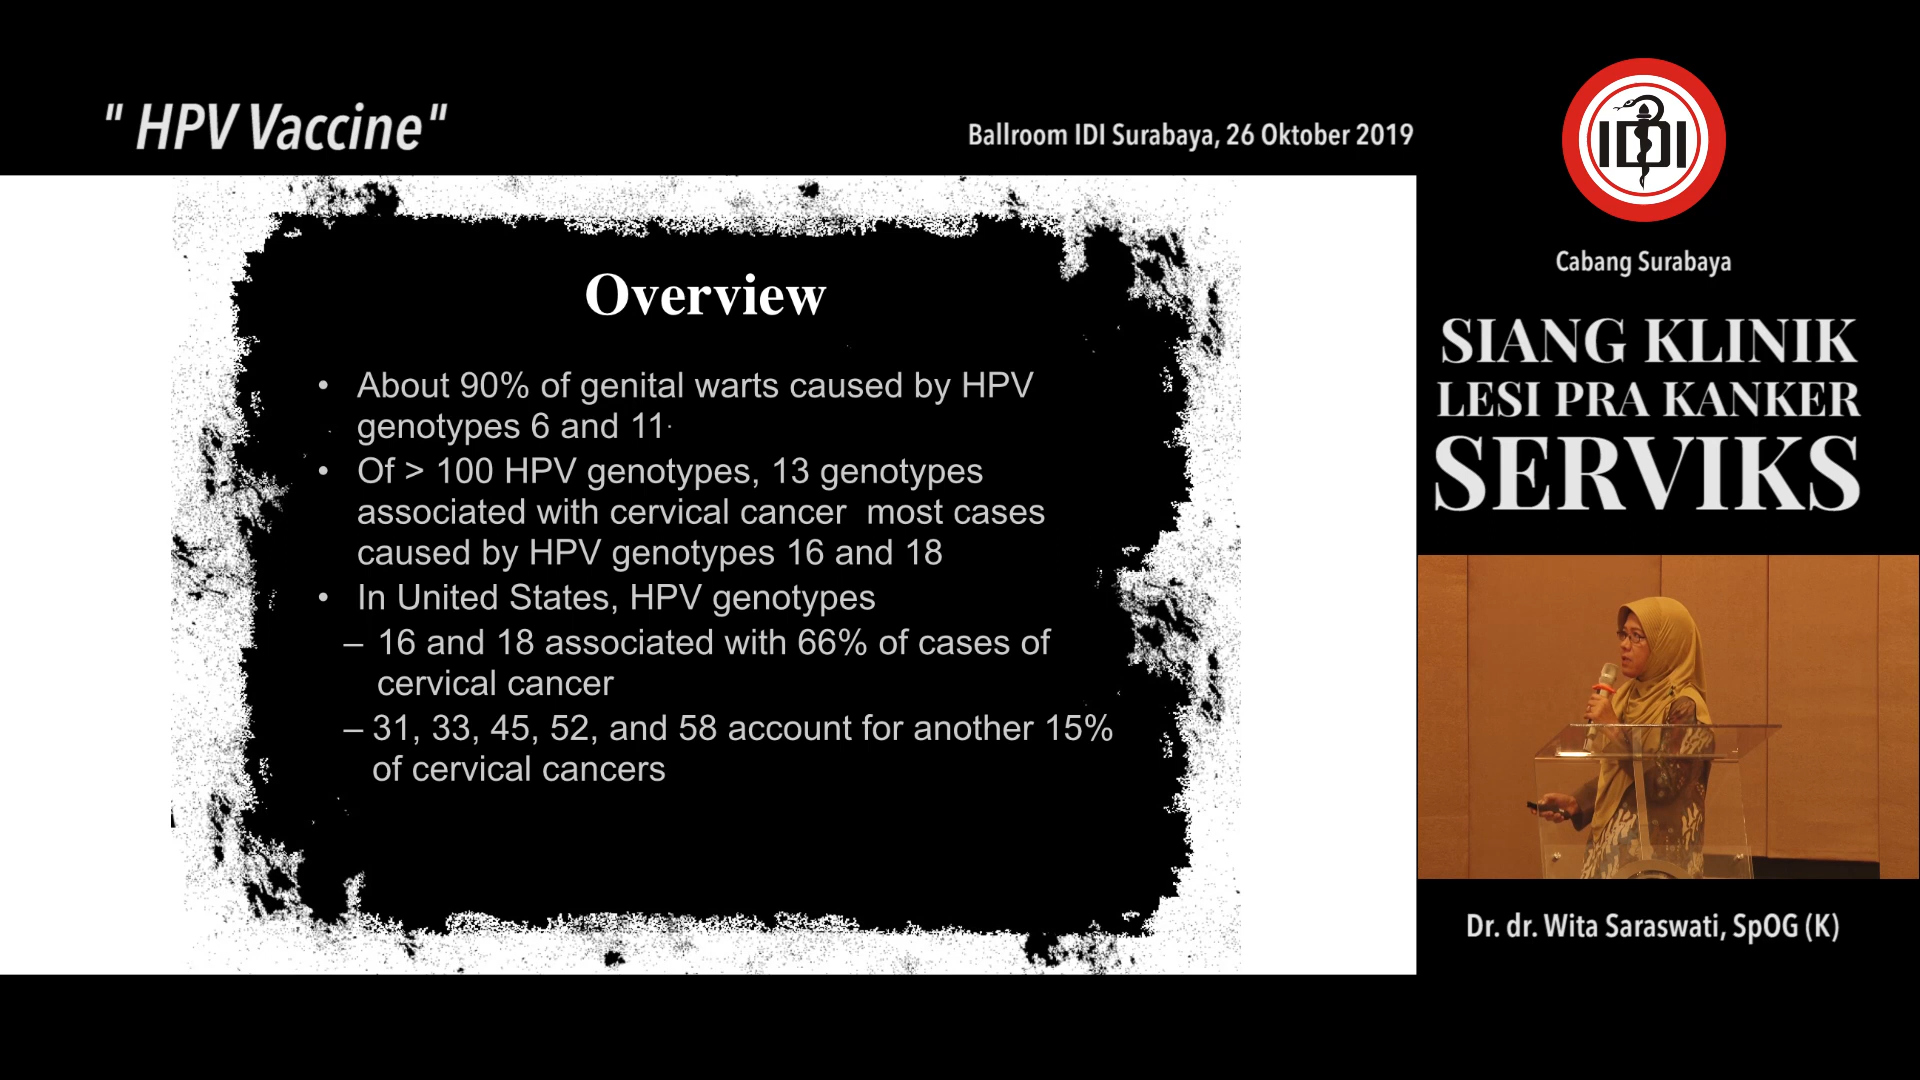 " HPV Vaccine"
Ballroom IDI Surabaya, 26 Oktober 2019
IDI
Cabang Surabaya
SIANG KLINIK
LESI PRA KANKER
SERVIKS
Overview
• About 90% of genital warts caused by HPV
genotypes 6 and 11
• Of > 100 HPV genotypes, 13 genotypes
associated with cervical cancer  most cases
caused by HPV genotypes 16 and 18
• In United States, HPV genotypes
– 16 and 18 associated with 66% of cases of
cervical cancer
– 31, 33, 45, 52, and 58 account for another 15%
of cervical cancers
Dr. dr. Wita Saraswati, SpOG (K)